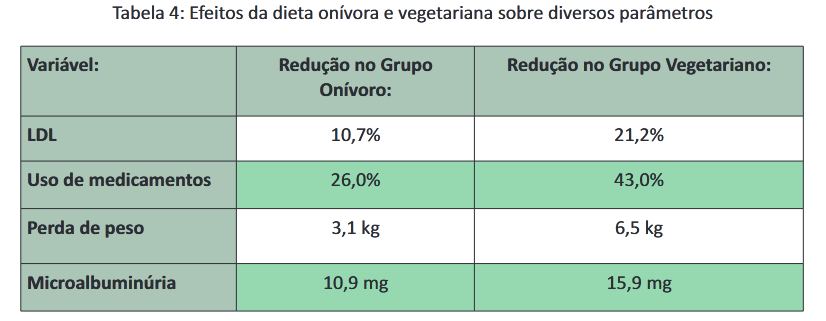 Tabela 4: Efeitos da dieta onívora e vegetariana sobre diversos parâmetros
Variável:
Redução no Grupo
Onívoro:
Redução no Grupo Vegetariano:
LDL
10,7%
21,2%
Uso de medicamentos
26,0%
43,0%
Perda de peso
3,1 kg
6,5 kg
Microalbuminúria
10,9 mg
15,9 mg